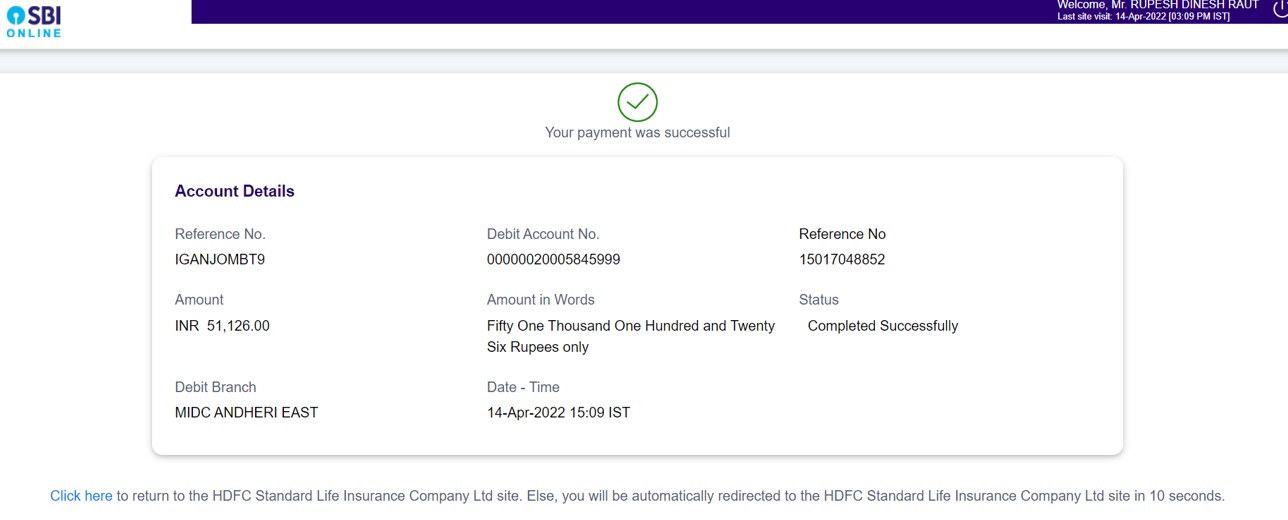 SBI
ONLINE
Welcome, Mr. RUPESH DINESH RAUT
Last site visit: 14-Apr-2022 [03:09 PM IST]
Your payment was successful
Account Details
Reference No.
IGANJOMBT9
Debit Account No.
00000020005845999
Reference No
15017048852
Amount
INR 51,126.00
Amount in Words
Fifty One Thousand One Hundred and Twenty
Six Rupees only
Status
Completed Successfully
Debit Branch
MIDC ANDHERI EAST
Date - Time
14-Apr-2022 15:09 IST
Click here to return to the HDFC Standard Life Insurance Company Ltd site. Else, you will be automatically redirected to the HDFC Standard Life Insurance Company Ltd site in 10 seconds.